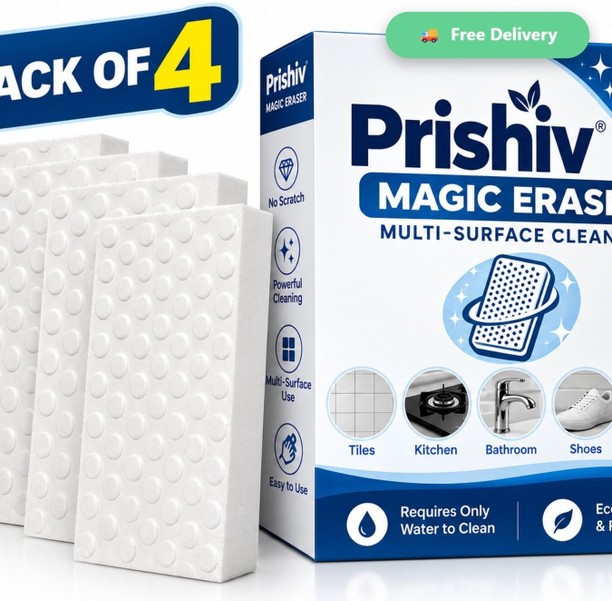 🚚 Free Delivery
ACK OF 4
Prishiv
MAGIC ERASER
No Scratch
Powerful
Cleaning
Multi-Surface
Use
Easy to Use
Prishiv®
MAGIC ERAS
MULTI-SURFACE CLEAN
Tiles
Kitchen
Bathroom
Shoes
Requires Only
Water to Clean
Ec
&